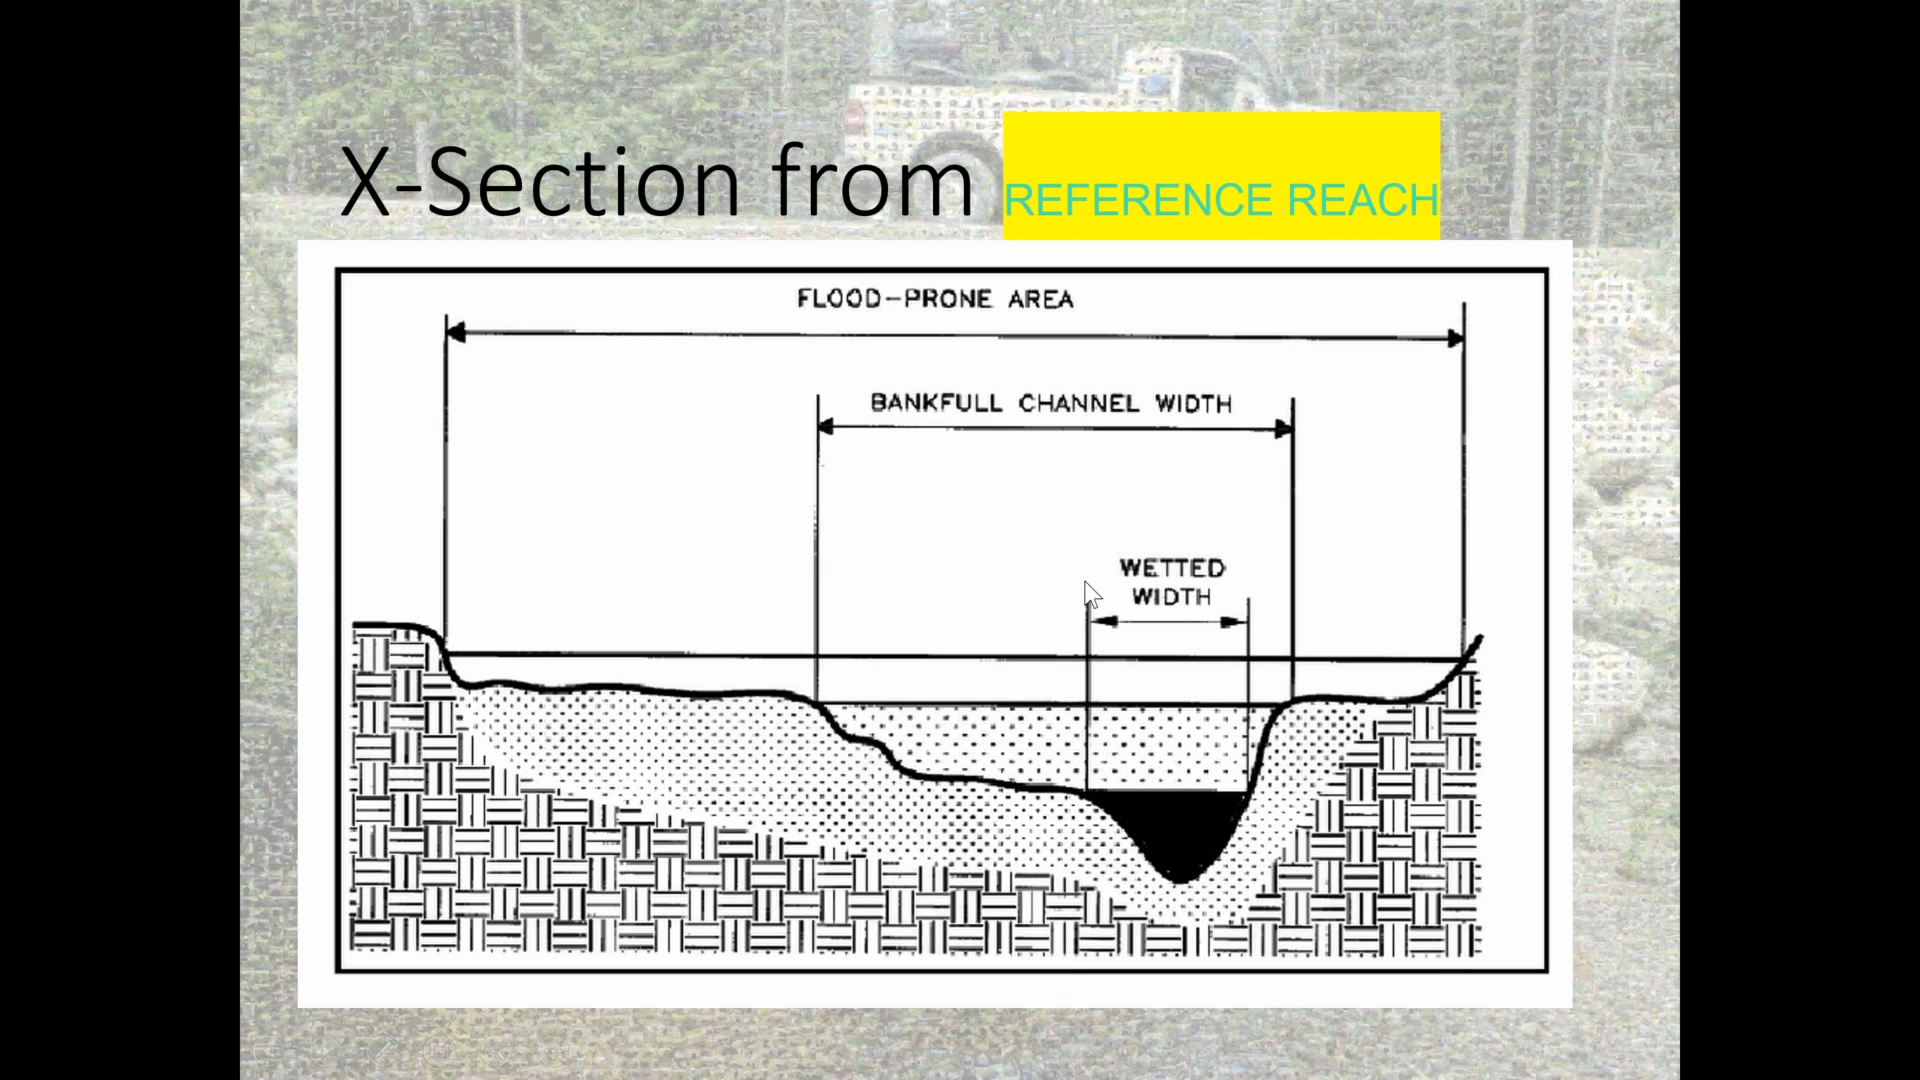 X-Section from REFERENCE REACH
FLOOD-PRONE AREA
BANKFULL CHANNEL WIDTH
WETTED
WIDTH